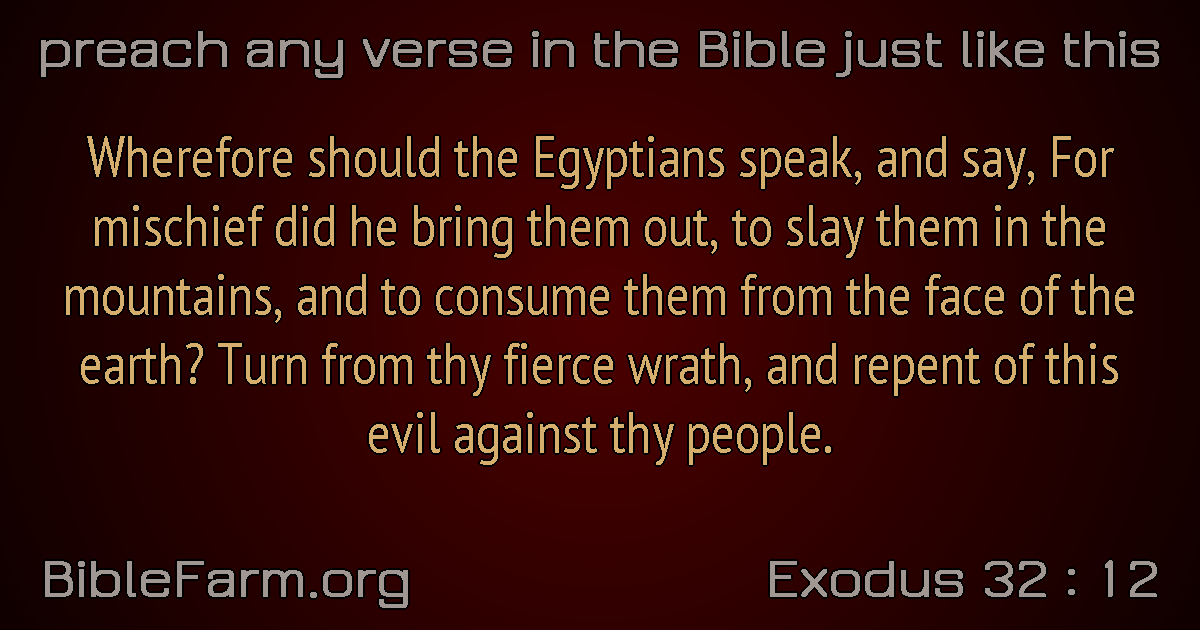 preach any verse in the Bible just like this
Wherefore should the Egyptians speak, and say, For
mischief did he bring them out, to slay them in the
mountains, and to consume them from the face of the
earth? Turn from thy fierce wrath, and repent of this
evil against thy people.
BibleFarm.org
Exodus 32 : 12